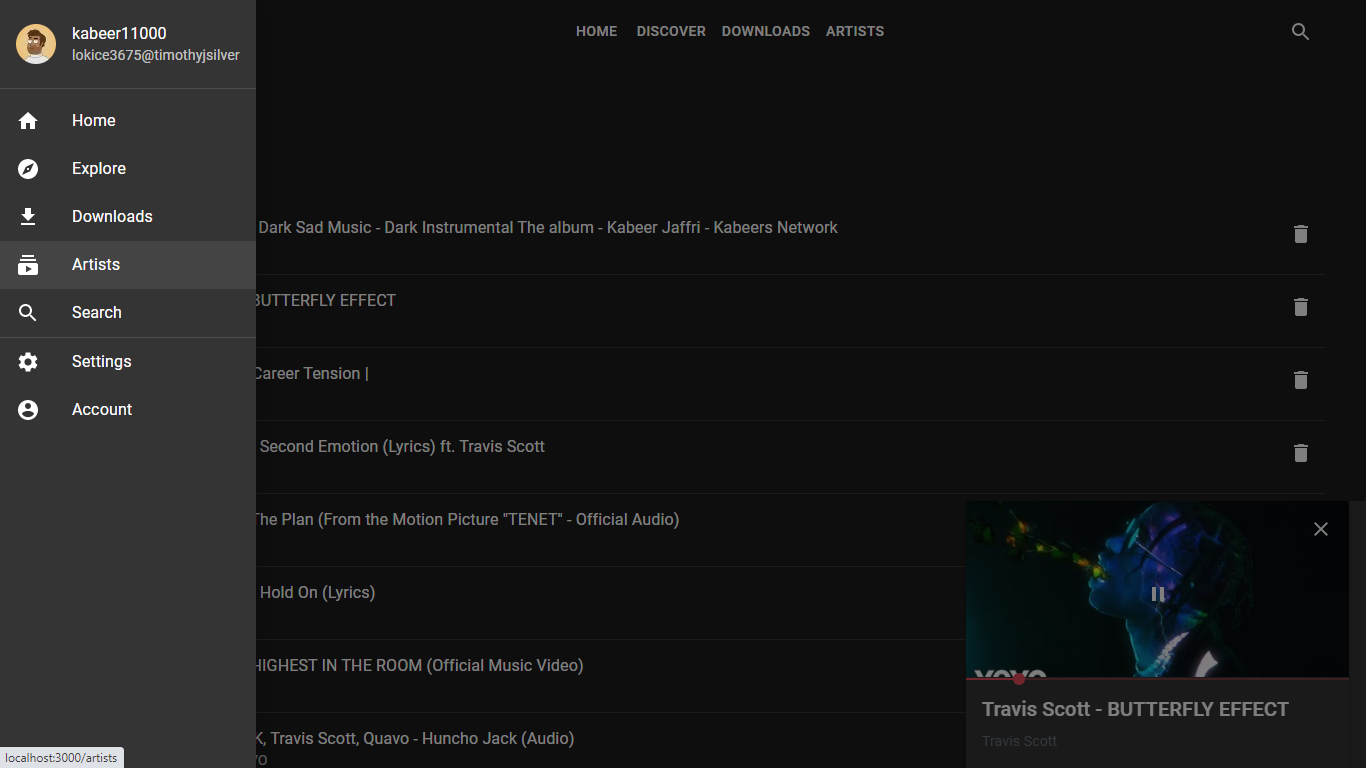 kabeer11000
lokice3675@timothyjsilver
HOME DISCOVER DOWNLOADS ARTISTS
Home
Explore
Downloads
Artists
Search
Settings
Account
Dark Sad Music - Dark Instrumental The album - Kabeer Jaffri - Kabeers Network
BUTTERFLY EFFECT
Career Tension |
Second Emotion (Lyrics) ft. Travis Scott
The Plan (From the Motion Picture "TENET" - Official Audio)
Hold On (Lyrics)
HIGHEST IN THE ROOM (Official Music Video)
K, Travis Scott, Quavo - Huncho Jack (Audio)
vo
vevo
Travis Scott - BUTTERFLY EFFECT
Travis Scott
localhost:3000/artists